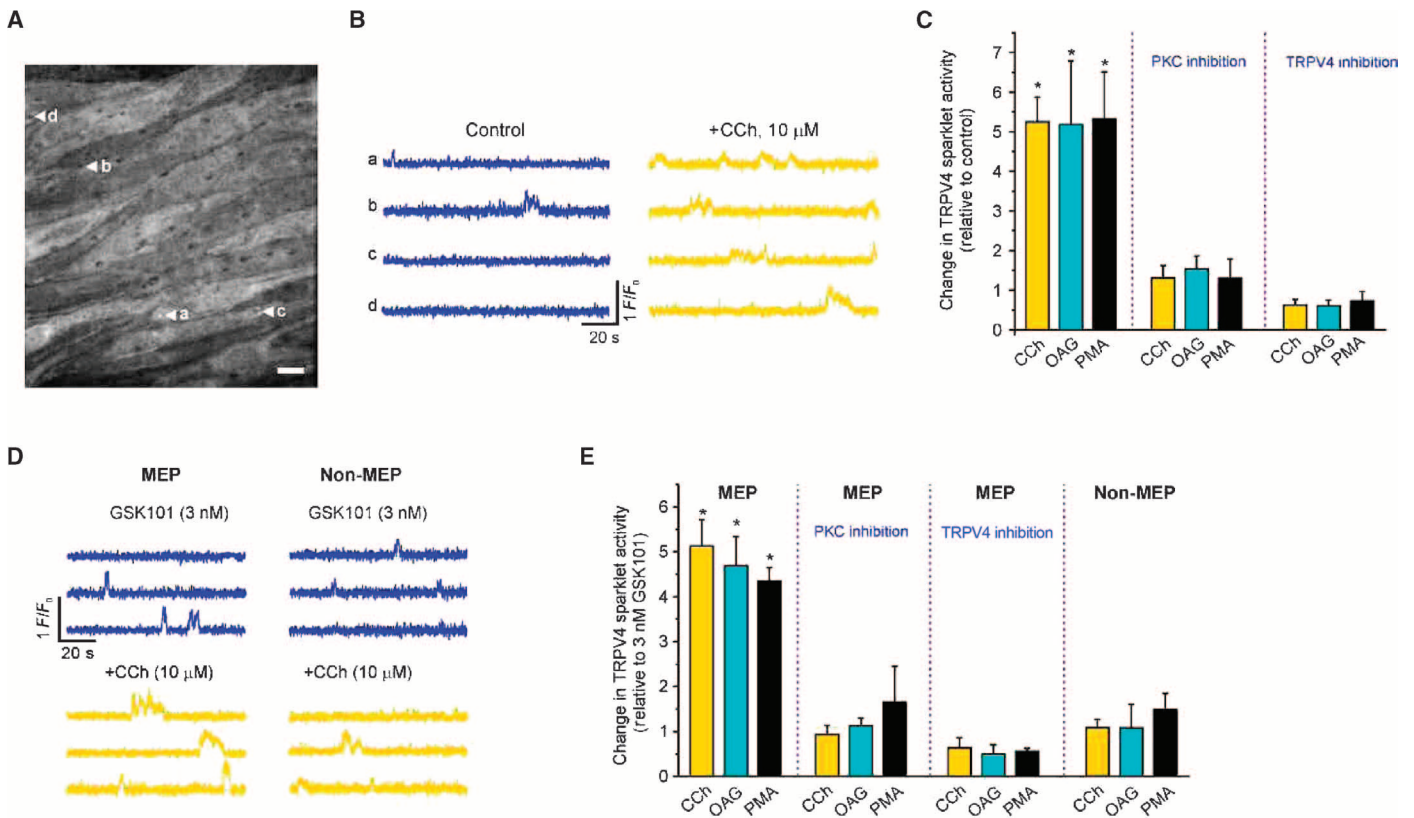 A
d
b
a
c
B
Control
+CCh, 10 µM
a
b
c
d
1 F/Fn
20 s
C
Change in TRPV4 sparklet activity
(relative to control)
7
6
5
4
3
2
1
0
* * *
PKC inhibition
TRPV4 inhibition
CCh OAG PMA CCh OAG PMA CCh OAG PMA
D
MEP Non-MEP
GSK101 (3 nM) GSK101 (3 nM)
1 F/Fn
20 s
+CCh (10 µM) +CCh (10 µM)
E
Change in TRPV4 sparklet activity
(relative to 3 nM GSK101)
6
5
4
3
2
1
0
MEP MEP MEP Non-MEP
PKC inhibition TRPV4 inhibition
* * *
CCh OAG PMA CCh OAG PMA CCh OAG PMA CCh OAG PMA